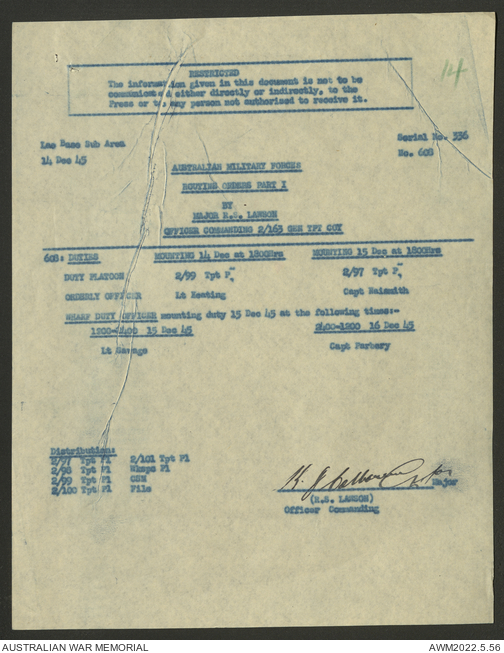 RESTRICTED
The information given in this document is not to be
communicated either directly or indirectly, to the
Press or to any person not authorised to receive it.
14
Lae Base Sub Area
14 Dec 45
Serial No. 336
No. 608
AUSTRALIAN MILITARY FORCES
ROUTINE ORDERS PART I
BY
MAJOR R.S. LAWSON
OFFICER COMMANDING 2/163 GEN TPT COY
608: DUTIES MOUNTING 14 Dec at 1800Hrs MOUNTING 15 Dec at 1800Hrs
DUTY PLATOON 2/99 Tpt P 2/97 Tpt P
ORDERLY OFFICER Lt Keating Capt Naismith
WHARF DUTY OFFICER mounting duty 15 Dec 45 at the following times:-
1200-2400 15 Dec 45 2400-1200 16 Dec 45
Lt Savage Capt Parbery
Distribution:
2/97 Tpt Pl 2/101 Tpt Pl
2/98 Tpt Pl Wksps Pl
2/99 Tpt Pl CSM
2/100 Tpt Pl File
Major
(R.S. LAWSON)
Officer Commanding
AUSTRALIAN WAR MEMORIAL
AWM2022.5.56